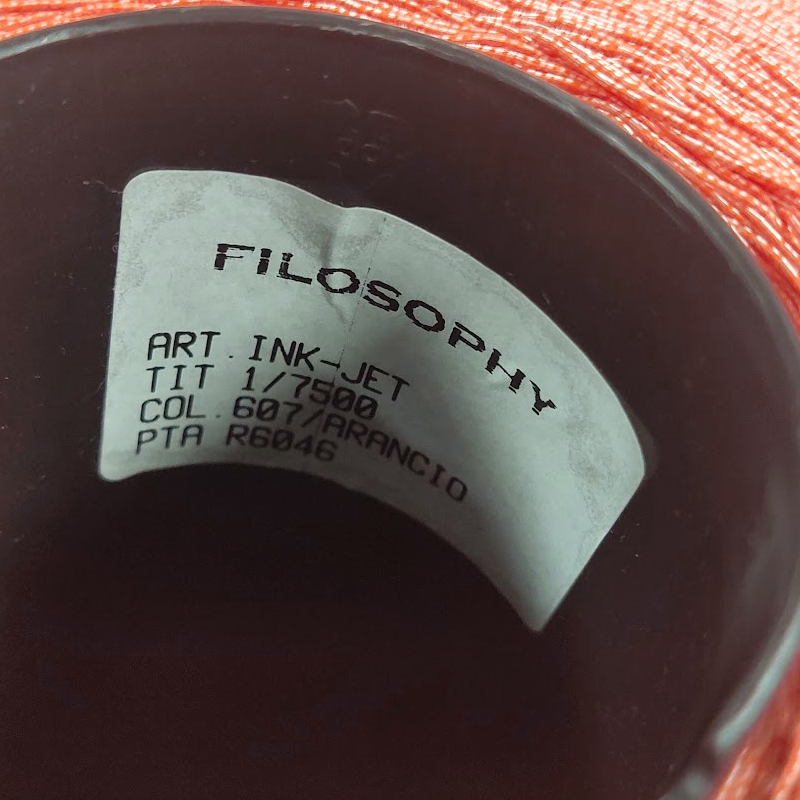 FILOSOPHY
ART.INK-JET
TIT 1/7500
COL.607/ARANCIO
PTA R6046